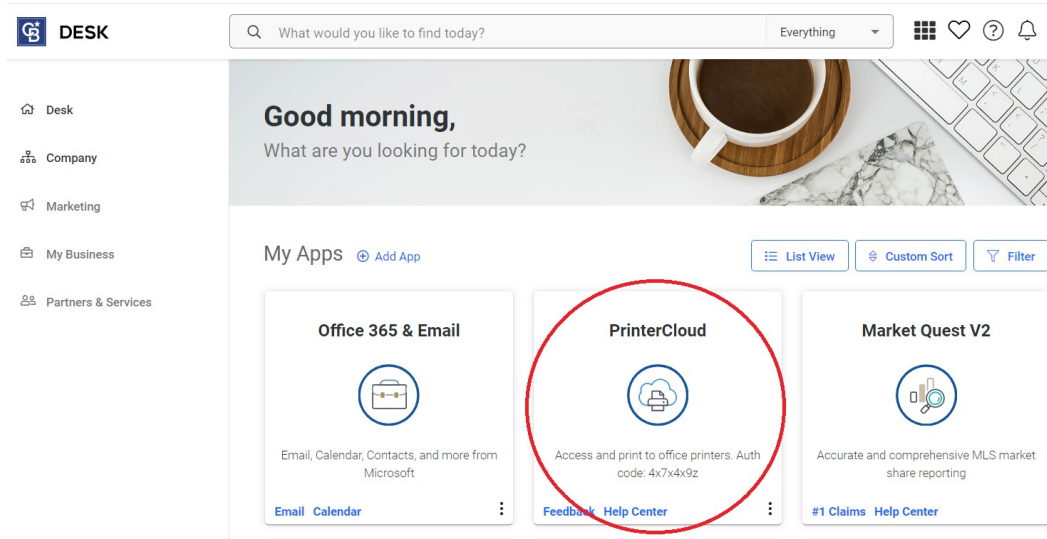 CB DESK
What would you like to find today?
Everything
Desk
Company
Marketing
My Business
Partners & Services
Good morning,
What are you looking for today?
My Apps
Add App
List View
Custom Sort
Filter
Office 365 & Email
Email, Calendar, Contacts, and more from
Microsoft
Email Calendar
PrinterCloud
Access and print to office printers. Auth
code: 4x7x4x9z
Feedback Help Center
Market Quest V2
Accurate and comprehensive MLS market
share reporting
#1 Claims Help Center